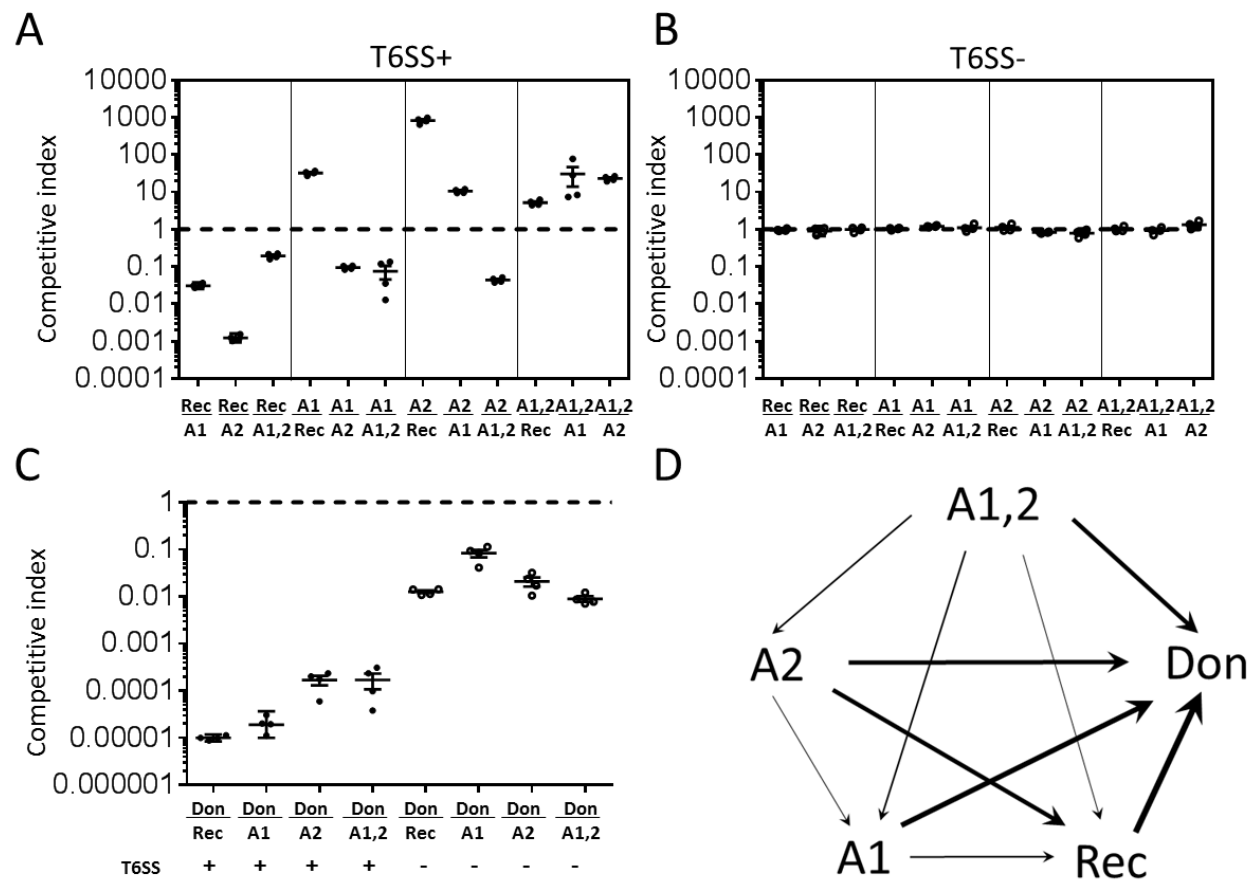 A
T6SS+
Competitive index
10000
1000
100
10
1
0.1
0.01
0.001
0.0001
Rec Rec Rec A1 A1 A1 A2 A2 A2 A1,2 A1,2 A1,2
A1 A2 A1,2 Rec A2 A1,2 Rec A1 A1,2 Rec A1 A2
B
T6SS-
Competitive index
10000
1000
100
10
1
0.1
0.01
0.001
0.0001
Rec Rec Rec A1 A1 A1 A2 A2 A2 A1,2 A1,2 A1,2
A1 A2 A1,2 Rec A2 A1,2 Rec A1 A1,2 Rec A1 A2
C
Competitive index
1
0.1
0.01
0.001
0.0001
0.00001
0.000001
Don Don Don Don Don Don Don Don
Rec A1 A2 A1,2 Rec A1 A2 A1,2
T6SS + + + + - - - -
D
A1,2
A2 Don
A1 Rec